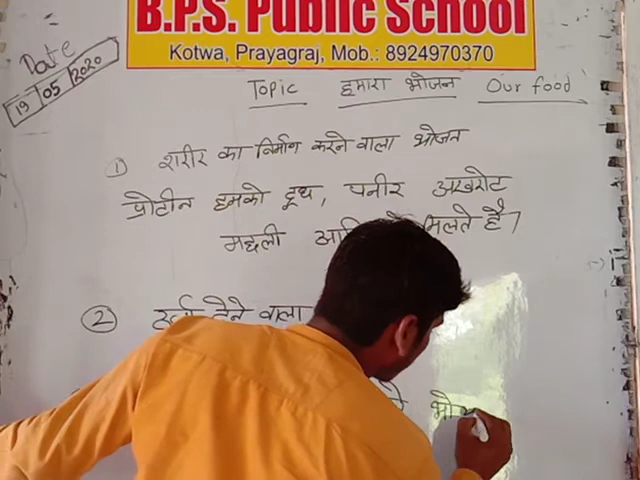 B.P.S. Public School
Kotwa, Prayagraj, Mob.: 8924970370
Date
19 05 2020
Topic हमारा भोजन Our food
1) शरीर का निर्माण करने वाला भोजन
प्रोटीन हमको दूध, पनीर अखरोट
मछली मिलते है
2 देने वाला